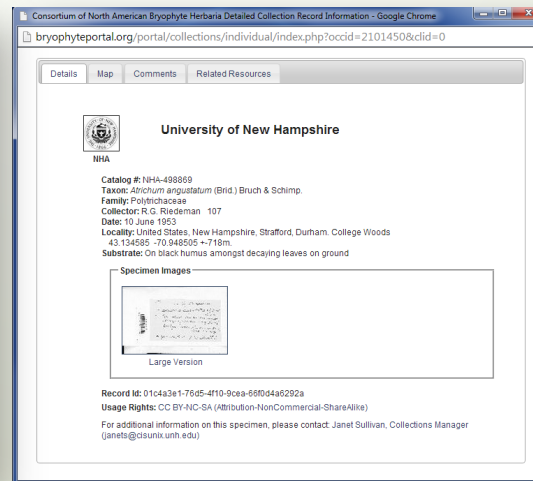 Consortium of North American Bryophyte Herbaria Detailed Collection Record Information - Google Chrome
bryophyteportal.org/portal/collections/individual/index.php?occid=2101450&clid=0
Details Map Comments Related Resources
University of New Hampshire
NHA
Catalog #: NHA-498869
Taxon: Atrichum angustatum (Brid.) Bruch & Schimp.
Family: Polytrichaceae
Collector: R.G. Riedeman 107
Date: 10 June 1953
Locality: United States, New Hampshire, Strafford, Durham. College Woods
43.134585 -70.948505 +-718m.
Substrate: On black humus amongst decaying leaves on ground
Specimen Images
Large Version
Record Id: 01c4a3e1-76d5-4f10-9cea-66f0d4a6292a
Usage Rights: CC BY-NC-SA (Attribution-NonCommercial-ShareAlike)
For additional information on this specimen, please contact: Janet Sullivan, Collections Manager
(janets@cisunix.unh.edu)